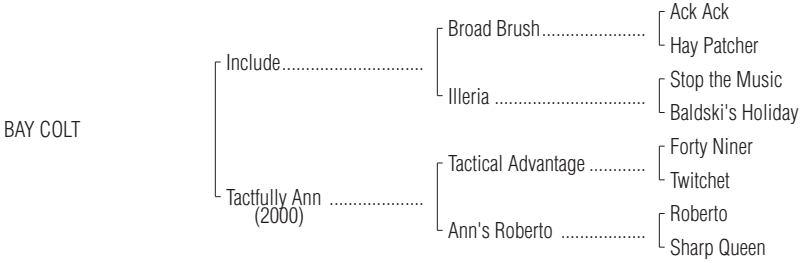 Ack Ack
Broad Brush......................
Hay Patcher
Include.............................
Stop the Music
Illeria ...............................
Baldski's Holiday
BAY COLT
Forty Niner
Tactical Advantage ............
Twitchet
Tactfully Ann ...................
(2000)
Roberto
Ann's Roberto ..................
Sharp Queen